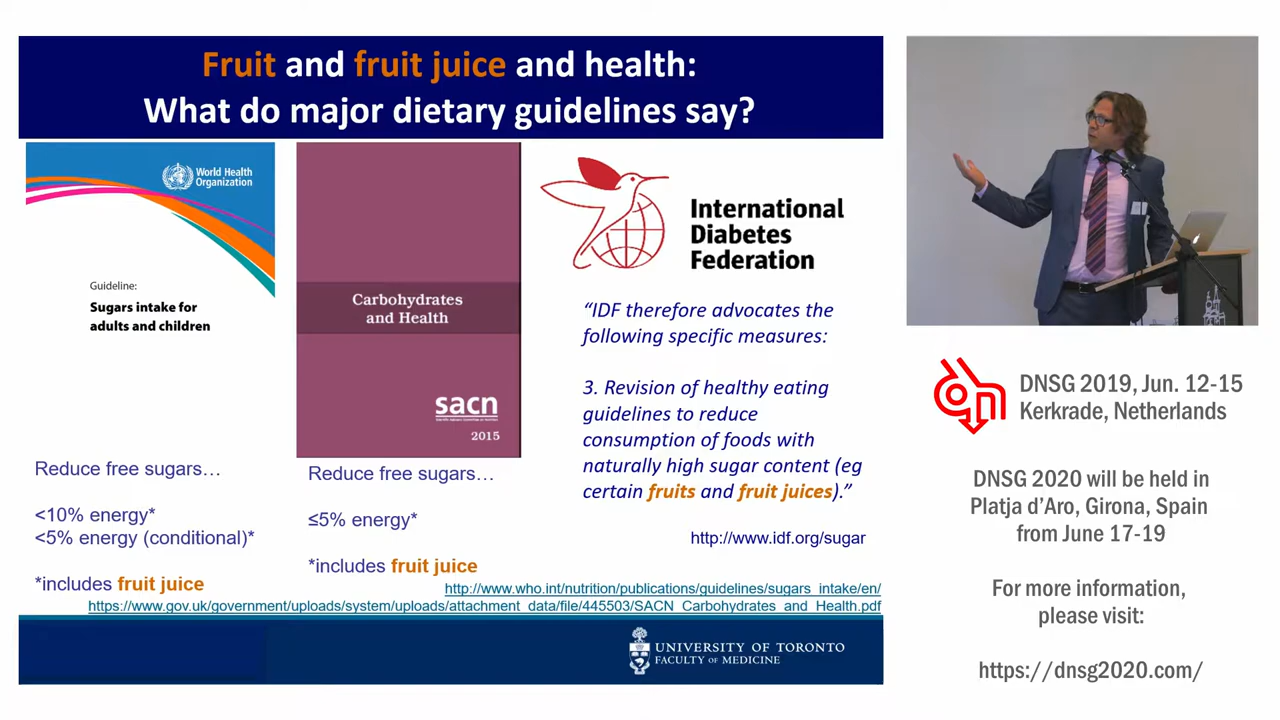 Fruit and fruit juice and health:
What do major dietary guidelines say?
World Health
Organization
Guideline:
Sugars intake for
adults and children
Reduce free sugars…
<10% energy*
<5% energy (conditional)*
*includes fruit juice
Carbohydrates
and Health
sacn
2015
Reduce free sugars…
≤5% energy*
*includes fruit juice
International
Diabetes
Federation
“IDF therefore advocates the
following specific measures:
3. Revision of healthy eating
guidelines to reduce
consumption of foods with
naturally high sugar content (eg
certain fruits and fruit juices).”
http://www.idf.org/sugar
http://www.who.int/nutrition/publications/guidelines/sugars_intake/en/
https://www.gov.uk/government/uploads/system/uploads/attachment_data/file/445503/SACN_Carbohydrates_and_Health.pdf
UNIVERSITY OF TORONTO
FACULTY OF MEDICINE
DNSG 2019, Jun. 12-15
Kerkrade, Netherlands
DNSG 2020 will be held in
Platja d’Aro, Girona, Spain
from June 17-19
For more information,
please visit:
https://dnsg2020.com/